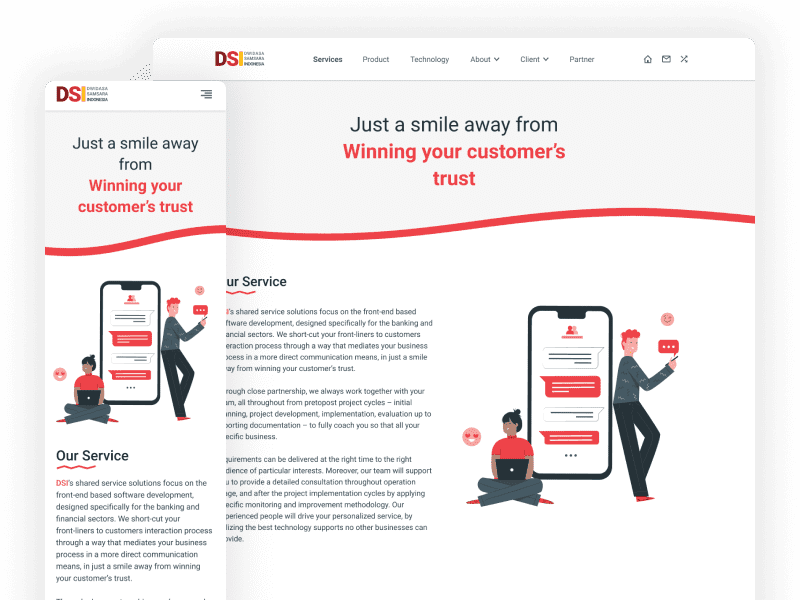 DSI DWIDASA
SAMSARA
INDONESIA
Services Product Technology About Client Partner
Just a smile away from
Winning your customer's
trust
ur Service
's shared service solutions focus on the front-end based
ftware development, designed specifically for the banking and
ancial sectors. We short-cut your front-liners to customers
eraction process through a way that mediates your business
ocess in a more direct communication means, in just a smile
ay from winning your customer's trust.
rough close partnership, we always work together with your
m, all throughout from pretopost project cycles – initial
nning, project development, implementation, evaluation up to
porting documentation – to fully coach you so that all your
ecific business.
quirements can be delivered at the right time to the right
dience of particular interests. Moreover, our team will support
u to provide a detailed consultation throughout operation
age, and after the project implementation cycles by applying
ecific monitoring and improvement methodology. Our
perienced people will drive your personalized service, by
lizing the best technology supports no other businesses can
ovide.
DSI DWIDASA
SAMSARA
INDONESIA
Just a smile away
from
Winning your
customer's trust
Our Service
DSI's shared service solutions focus on the
front-end based software development,
designed specifically for the banking and
financial sectors. We short-cut your
front-liners to customers interaction process
through a way that mediates your business
process in a more direct communication
means, in just a smile away from winning
your customer's trust.